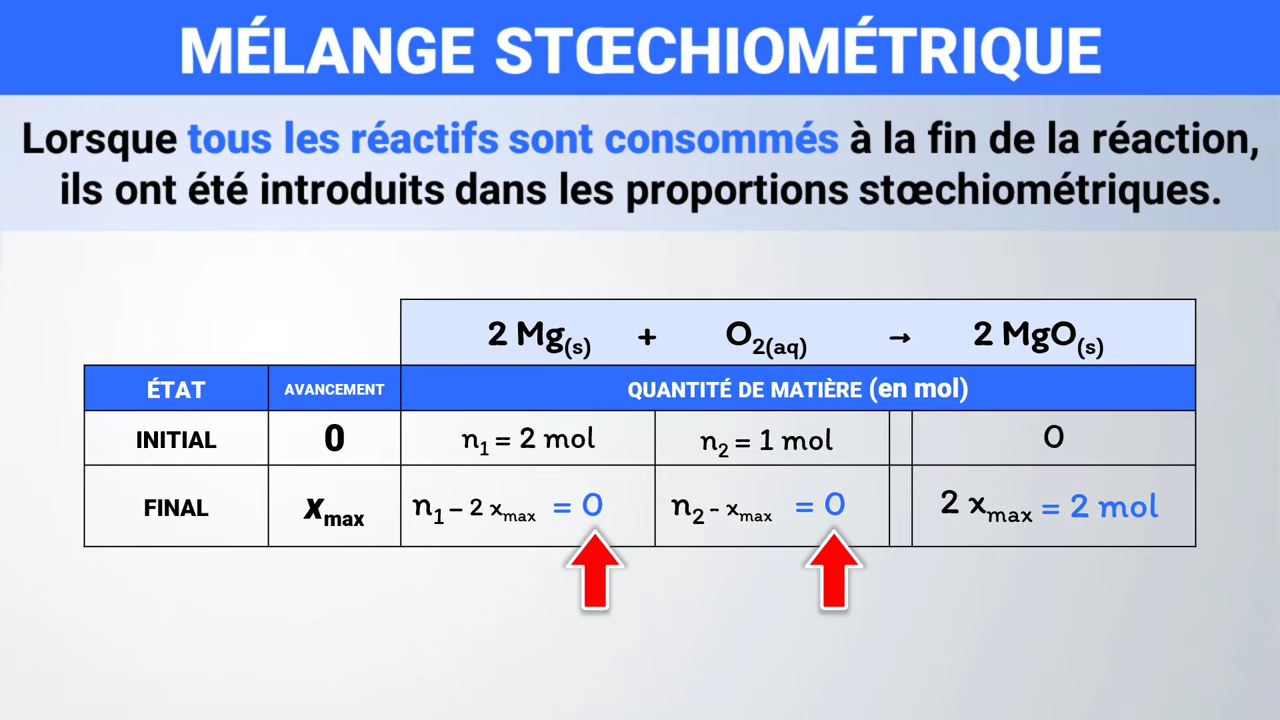 MÉLANGE STŒCHIOMÉTRIQUE
Lorsque tous les réactifs sont consommés à la fin de la réaction,
ils ont été introduits dans les proportions stœchiométriques.
2 Mg(s) + O2(aq) → 2 MgO(s)
ÉTAT AVANCEMENT QUANTITÉ DE MATIÈRE (en mol)
INITIAL 0 n1 = 2 mol n2 = 1 mol 0
FINAL xmax n1 – 2 xmax = 0 n2 - xmax = 0 2 xmax = 2 mol